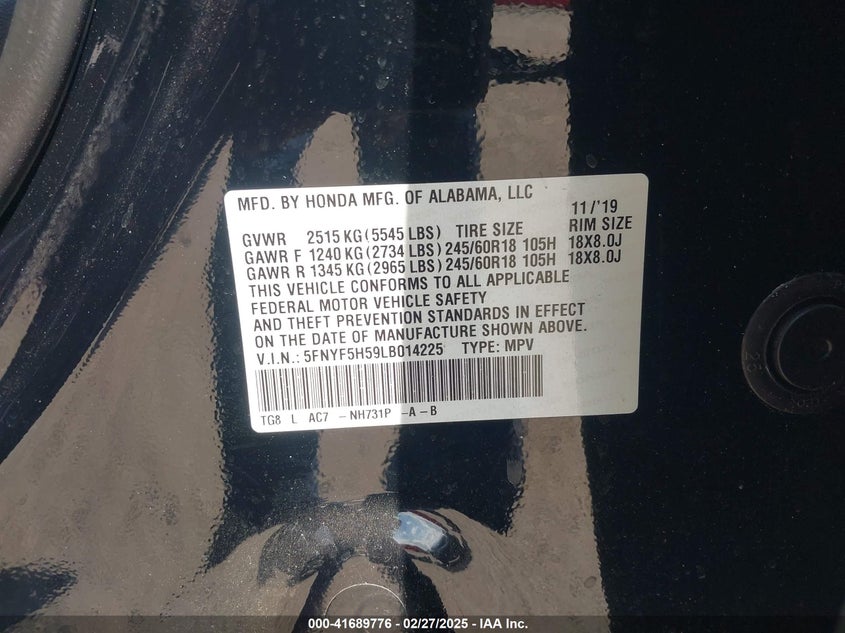 MFD. BY HONDA MFG. OF ALABAMA, LLC 11/'19
GVWR 2515 KG (5545 LBS) TIRE SIZE RIM SIZE
GAWR F 1240 KG (2734 LBS) 245/60R18 105H 18X8.0J
GAWR R 1345 KG (2965 LBS) 245/60R18 105H 18X8.0J
THIS VEHICLE CONFORMS TO ALL APPLICABLE
FEDERAL MOTOR VEHICLE SAFETY
AND THEFT PREVENTION STANDARDS IN EFFECT
ON THE DATE OF MANUFACTURE SHOWN ABOVE.
V.I.N.: 5FNYF5H59LB014225 TYPE: MPV
TG8 L AC7 -NH731P -A-B
26
000-41689776 - 02/27/2025 - IAA Inc.